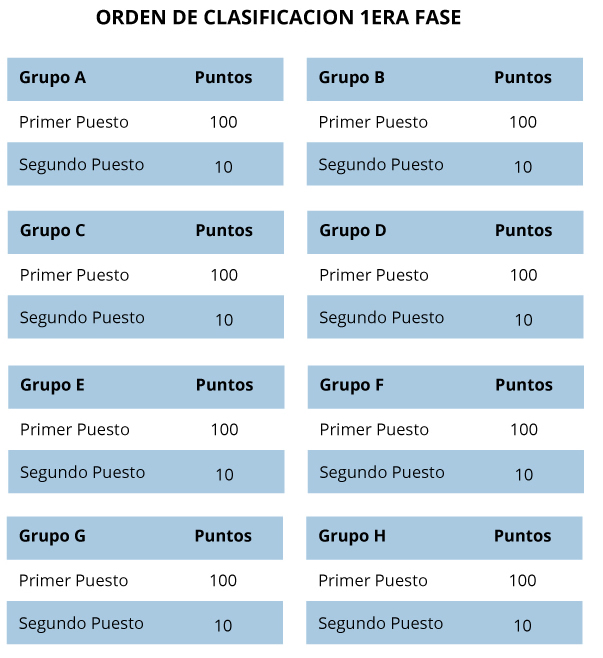 ORDEN DE CLASIFICACION 1ERA FASE
Grupo A Puntos
Primer Puesto 100
Segundo Puesto 10
Grupo B Puntos
Primer Puesto 100
Segundo Puesto 10
Grupo C Puntos
Primer Puesto 100
Segundo Puesto 10
Grupo D Puntos
Primer Puesto 100
Segundo Puesto 10
Grupo E Puntos
Primer Puesto 100
Segundo Puesto 10
Grupo F Puntos
Primer Puesto 100
Segundo Puesto 10
Grupo G Puntos
Primer Puesto 100
Segundo Puesto 10
Grupo H Puntos
Primer Puesto 100
Segundo Puesto 10